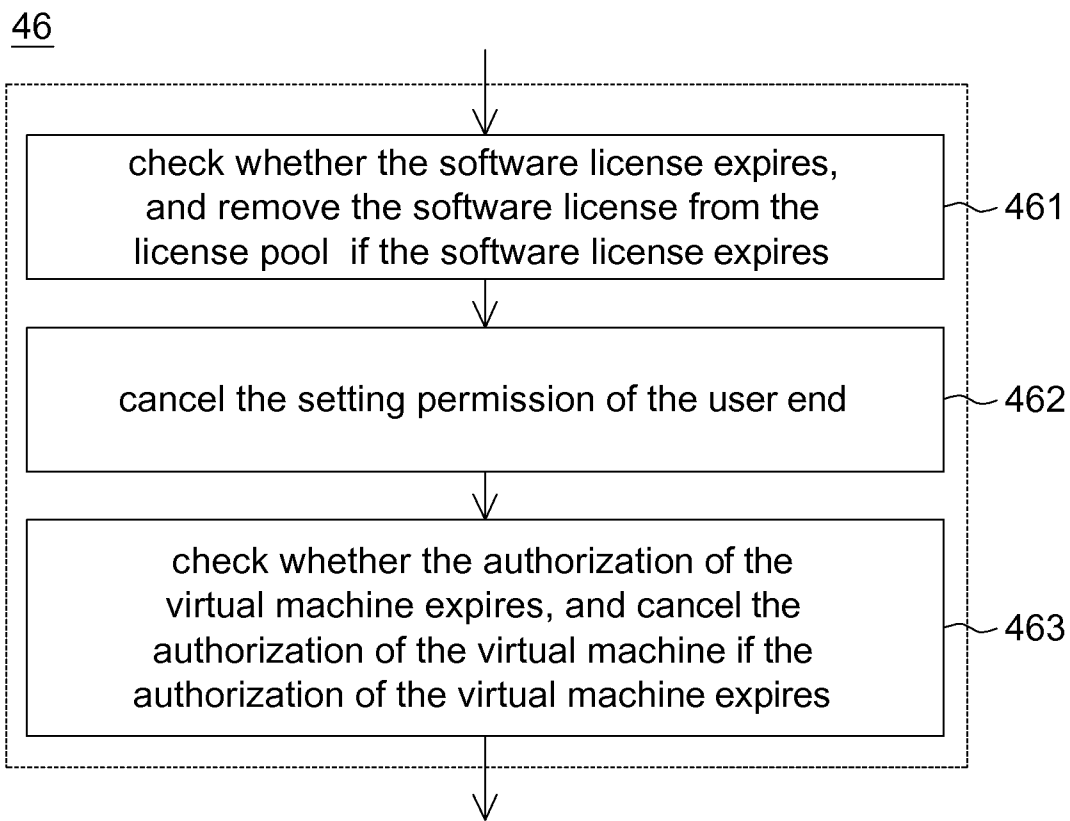 46
check whether the software license expires,
and remove the software license from the
license pool if the software license expires
461
cancel the setting permission of the user end
462
check whether the authorization of the
virtual machine expires, and cancel the
authorization of the virtual machine if the
authorization of the virtual machine expires
463